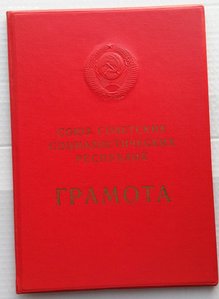 СОЮЗ СОВЕТСКИХ
СОЦИАЛИСТИЧЕСКИХ
РЕСПУБЛИК
ГРАМОТА